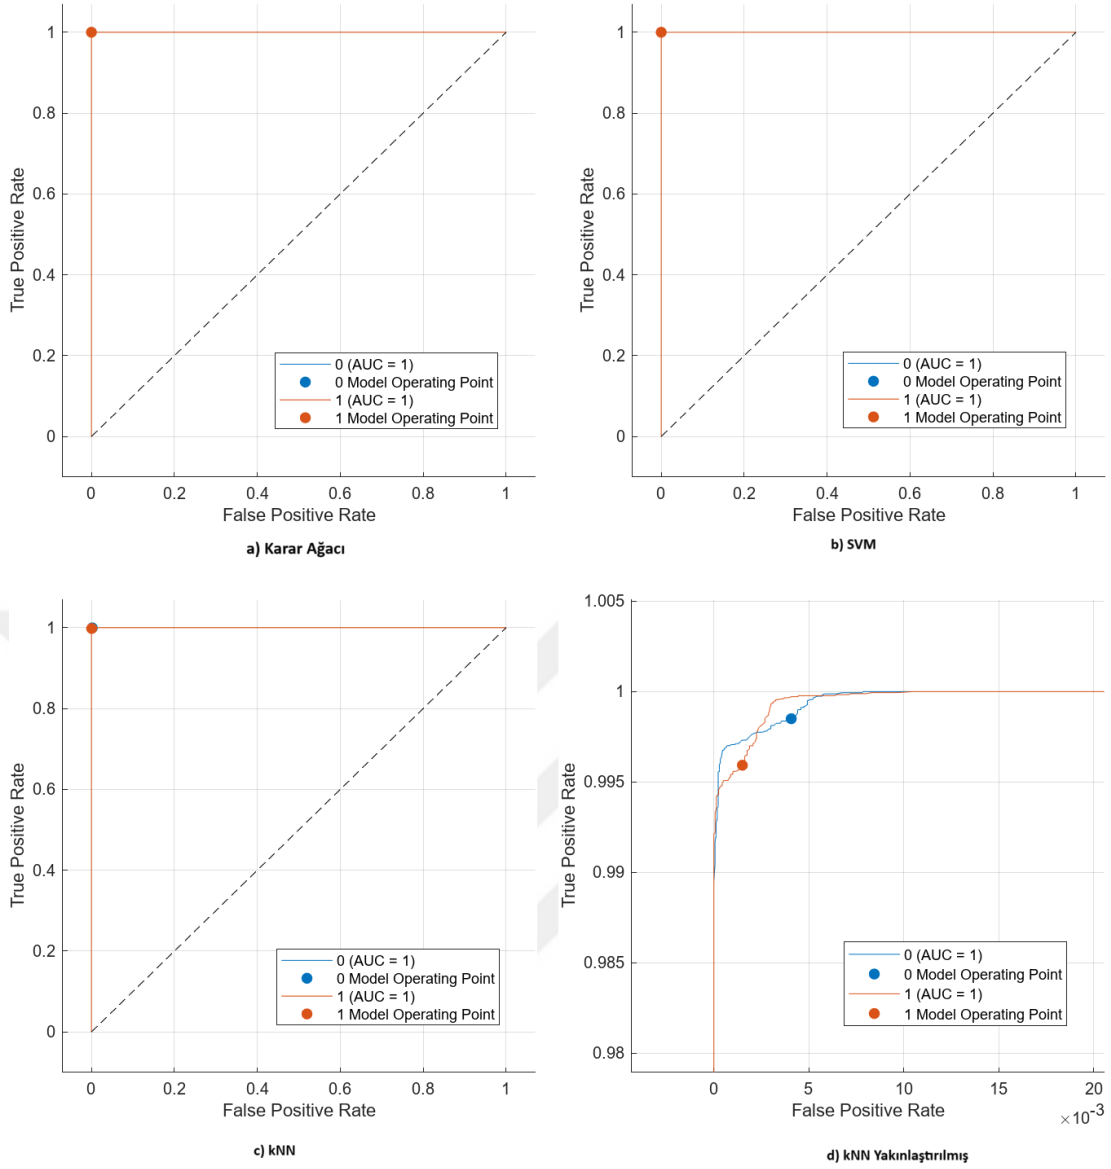 1
0.8
0.6
0.4
0.2
0
True Positive Rate
0 (AUC = 1)
0 Model Operating Point
1 (AUC = 1)
1 Model Operating Point
0 0.2 0.4 0.6 0.8 1
False Positive Rate
a) Karar Ağacı
1
0.8
0.6
0.4
0.2
0
True Positive Rate
0 (AUC = 1)
0 Model Operating Point
1 (AUC = 1)
1 Model Operating Point
0 0.2 0.4 0.6 0.8 1
False Positive Rate
b) SVM
1
0.8
0.6
0.4
0.2
0
True Positive Rate
0 (AUC = 1)
0 Model Operating Point
1 (AUC = 1)
1 Model Operating Point
0 0.2 0.4 0.6 0.8 1
False Positive Rate
c) kNN
1.005
1
0.995
0.99
0.985
0.98
True Positive Rate
0 (AUC = 1)
0 Model Operating Point
1 (AUC = 1)
1 Model Operating Point
0 5 10 15 20
False Positive Rate
×10-3
d) kNN Yakınlaştırılmış